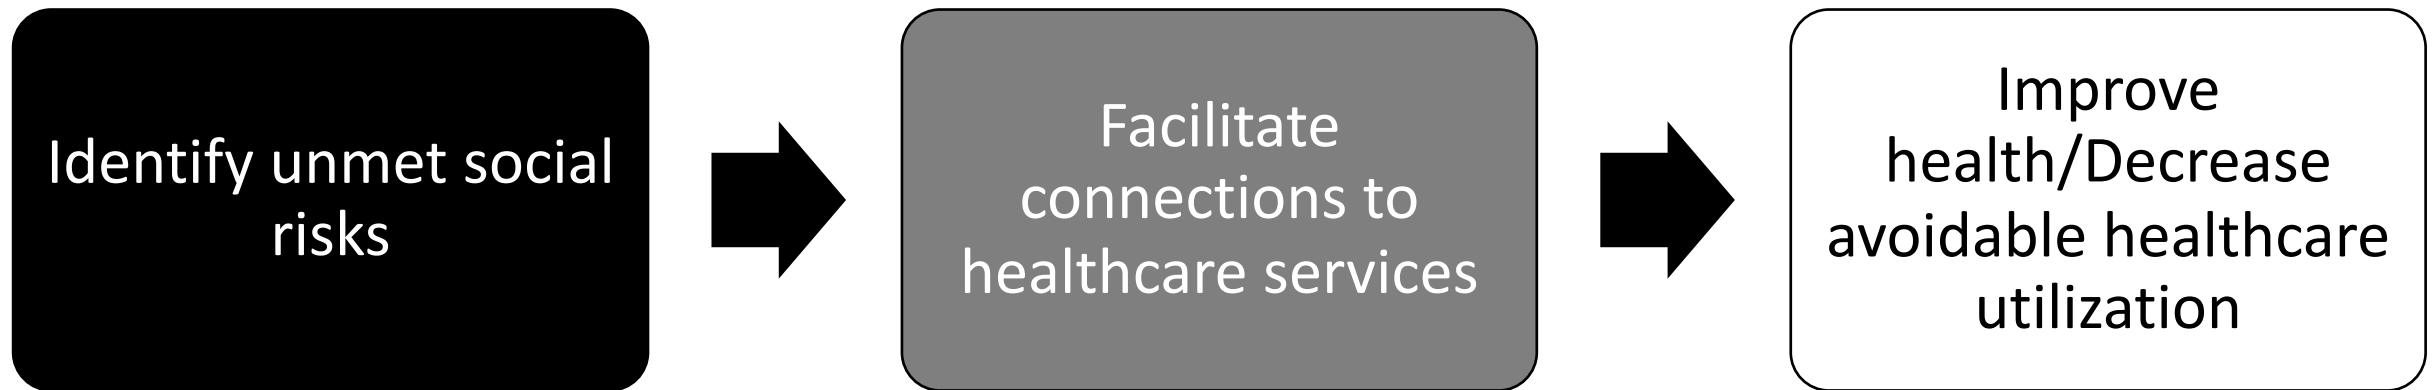 Identify unmet social
risks
Facilitate
connections to
healthcare services
Improve
health/Decrease
avoidable healthcare
utilization